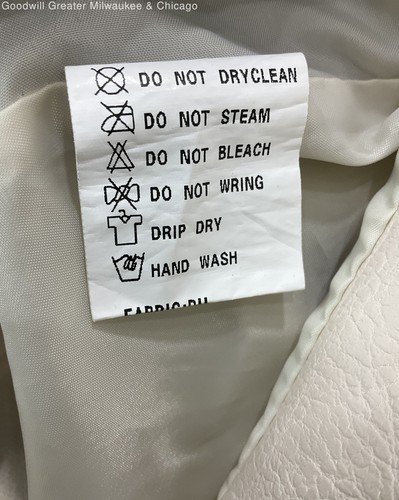 Goodwill Greater Milwaukee & Chicago
DO NOT DRYCLEAN
DO NOT STEAM
DO NOT BLEACH
DO NOT WRING
DRIP DRY
HAND WASH